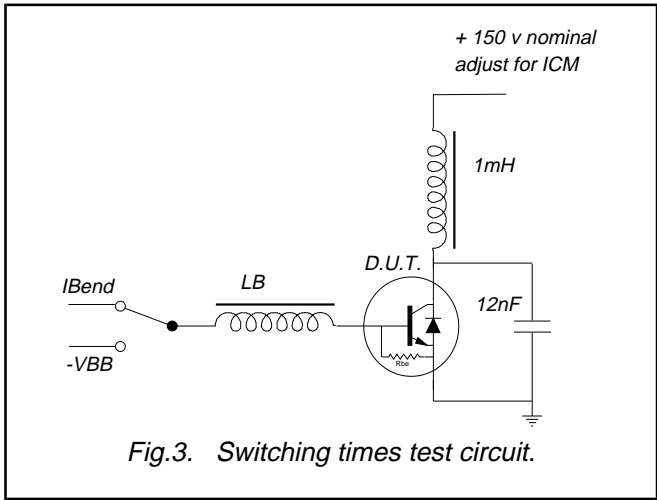 + 150 v nominal
adjust for ICM
1mH
D.U.T.
LB
IBend
12nF
-VBB
Rbe
Fig.3. Switching times test circuit.